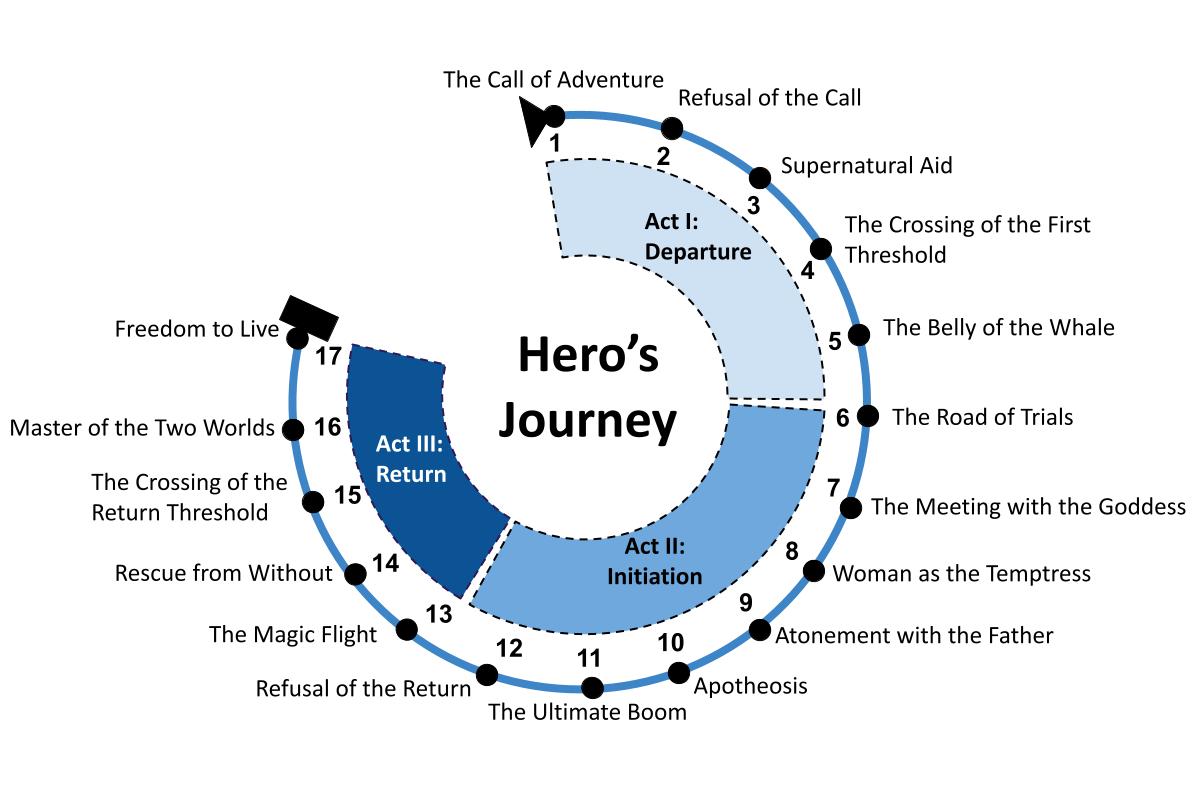 The Call of Adventure
1
Refusal of the Call
2
Supernatural Aid
3
The Crossing of the First
Threshold
4
The Belly of the Whale
5
The Road of Trials
6
The Meeting with the Goddess
7
Woman as the Temptress
8
Atonement with the Father
9
Apotheosis
10
The Ultimate Boom
11
Refusal of the Return
12
The Magic Flight
13
Rescue from Without
14
The Crossing of the
Return Threshold
15
Master of the Two Worlds
16
Freedom to Live
17
Act I:
Departure
Act II:
Initiation
Act III:
Return
Hero’s
Journey